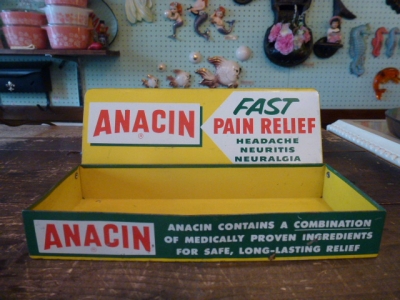 ANACIN
FAST
PAIN RELIEF
HEADACHE
NEURITIS
NEURALGIA
ANACIN
ANACIN CONTAINS A COMBINATION
OF MEDICALLY PROVEN INGREDIENTS
FOR SAFE, LONG-LASTING RELIEF